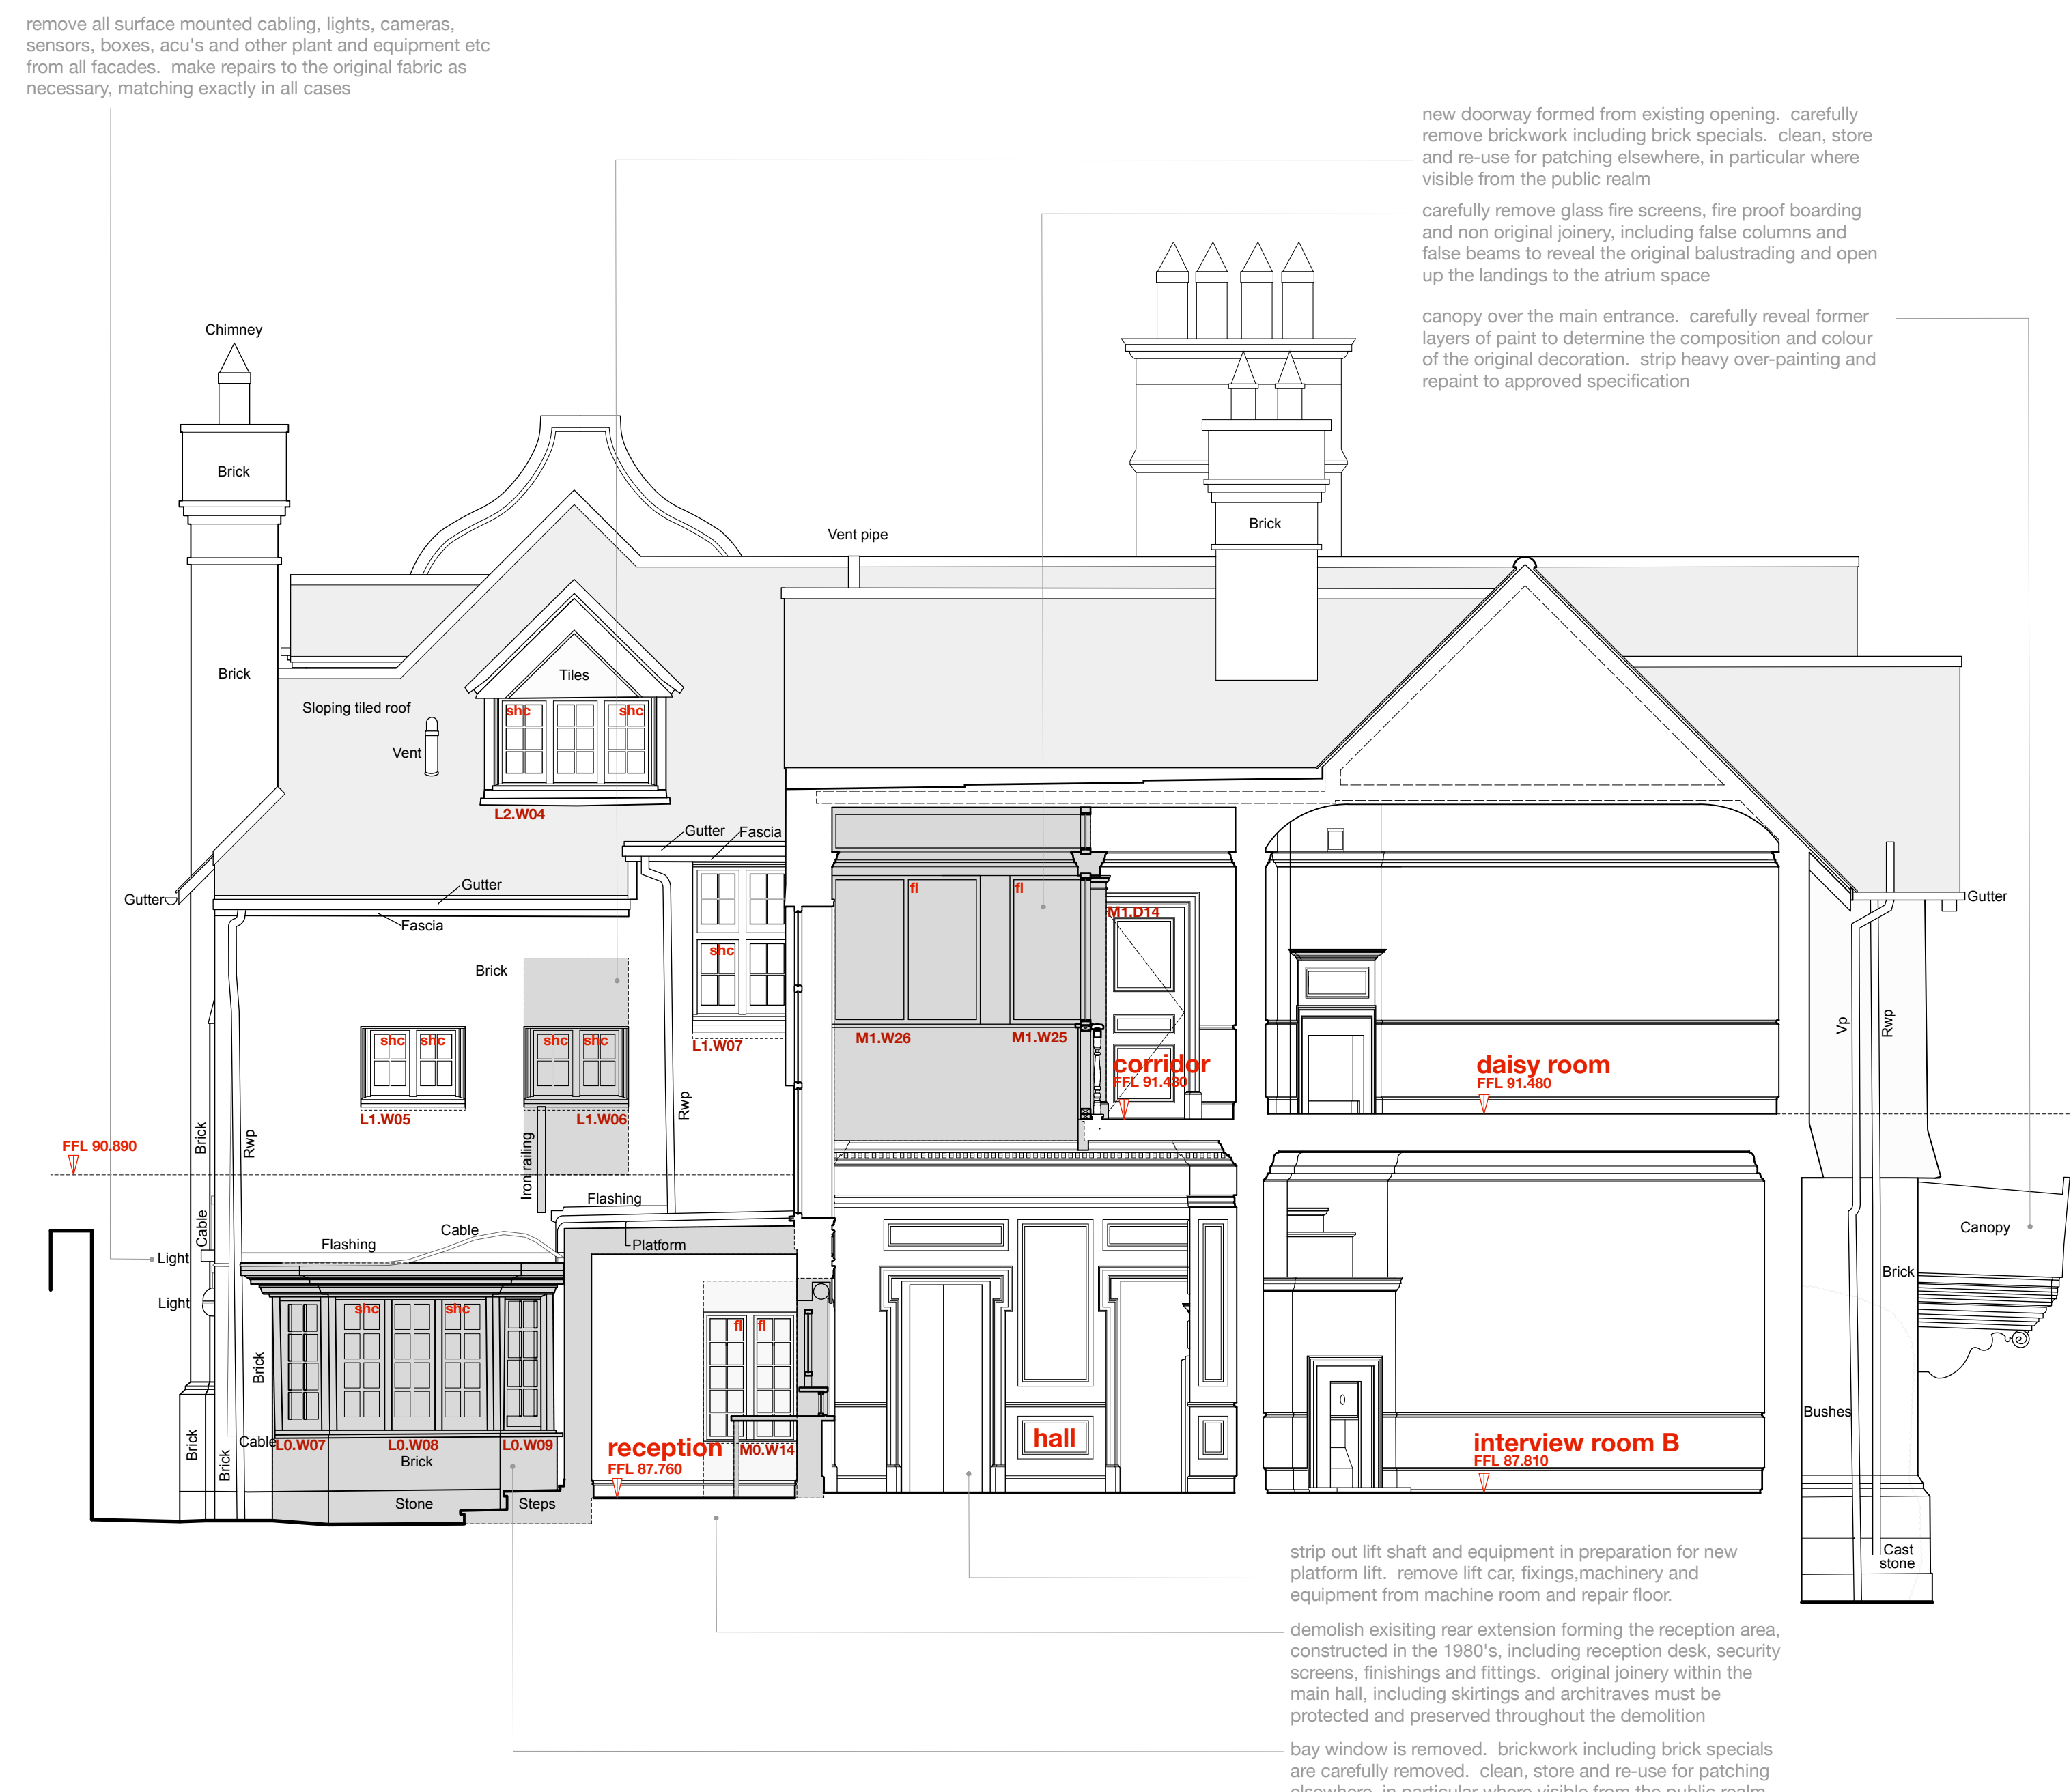 remove all surface mounted cabling, lights, cameras,
sensors, boxes, acu's and other plant and equipment etc
from all facades.  make repairs to the original fabric as
necessary, matching exactly in all cases
new doorway formed from existing opening.  carefully
remove brickwork including brick specials.  clean, store
and re-use for patching elsewhere, in particular where
visible from the public realm
carefully remove glass fire screens, fire proof boarding
and non original joinery, including false columns and
false beams to reveal the original balustrading and open
up the landings to the atrium space
canopy over the main entrance.  carefully reveal former
layers of paint to determine the composition and colour
of the original decoration.  strip heavy over-painting and
repaint to approved specification
Chimney
Brick
Vent pipe
Brick
Brick
Tiles
Sloping tiled roof
shc
shc
Vent
L2.W04
Gutter
Fascia
Gutter
Gutter
Gutter
Fascia
fl
fl
M1.D14
shc
Brick
Vp
Rwp
shc
shc
shc
shc
L1.W07
M1.W26
M1.W25
corridor
FFL 91.430
daisy room
FFL 91.480
L1.W05
L1.W06
Rwp
Brick
Rwp
FFL 90.890
Iron railing
Flashing
Cable
Cable
Flashing
Platform
Canopy
Light
Light
Brick
shc
shc
fl
fl
Brick
Bushes
Brick
Brick
Cable
L0.W07
L0.W08
L0.W09
Brick
reception
FFL 87.760
M0.W14
hall
interview room B
FFL 87.810
Stone
Steps
Cast
stone
strip out lift shaft and equipment in preparation for new
platform lift.  remove lift car, fixings,machinery and
equipment from machine room and repair floor.
demolish exisiting rear extension forming the reception area,
constructed in the 1980's, including reception desk, security
screens, finishings and fittings.  original joinery within the
main hall, including skirtings and architraves must be
protected and preserved throughout the demolition
bay window is removed.  brickwork including brick specials
are carefully removed.  clean, store and re-use for patching
elsewhere, in particular where visible from the public realm